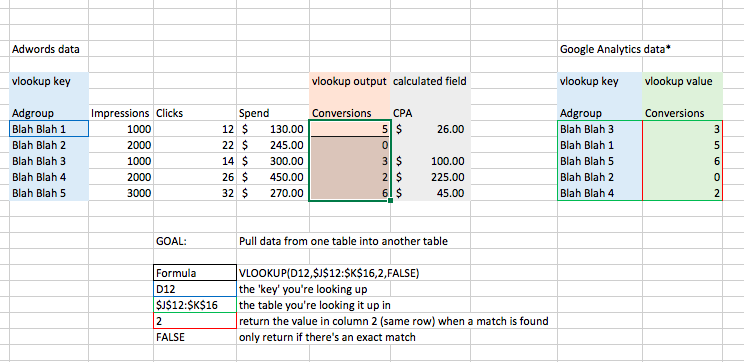 Adwords data Google Analytics data*
vlookup key vlookup output calculated field vlookup key vlookup value
Adgroup Impressions Clicks Spend Conversions CPA Adgroup Conversions
Blah Blah 1 1000 12 $ 130.00 5 $ 26.00 Blah Blah 3 3
Blah Blah 2 2000 22 $ 245.00 0 Blah Blah 1 5
Blah Blah 3 1000 14 $ 300.00 3 $ 100.00 Blah Blah 5 6
Blah Blah 4 2000 26 $ 450.00 2 $ 225.00 Blah Blah 2 0
Blah Blah 5 3000 32 $ 270.00 6 $ 45.00 Blah Blah 4 2
GOAL: Pull data from one table into another table
Formula VLOOKUP(D12,$J$12:$K$16,2,FALSE)
D12 the 'key' you're looking up
$J$12:$K$16 the table you're looking it up in
2 return the value in column 2 (same row) when a match is found
FALSE only return if there's an exact match